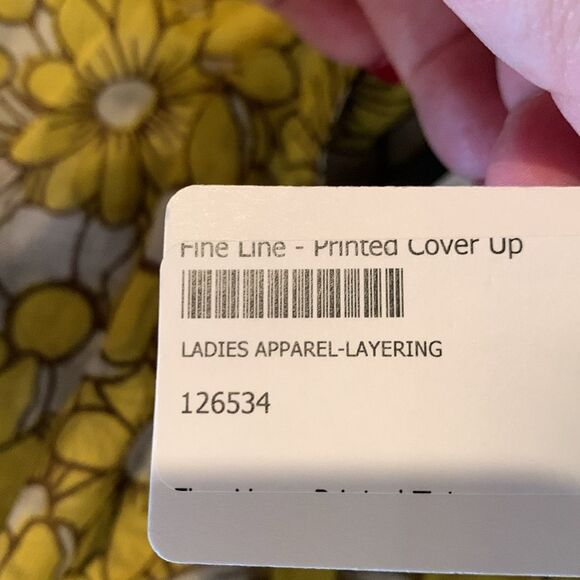 Fine Line - Printed Cover Up
LADIES APPAREL-LAYERING
126534